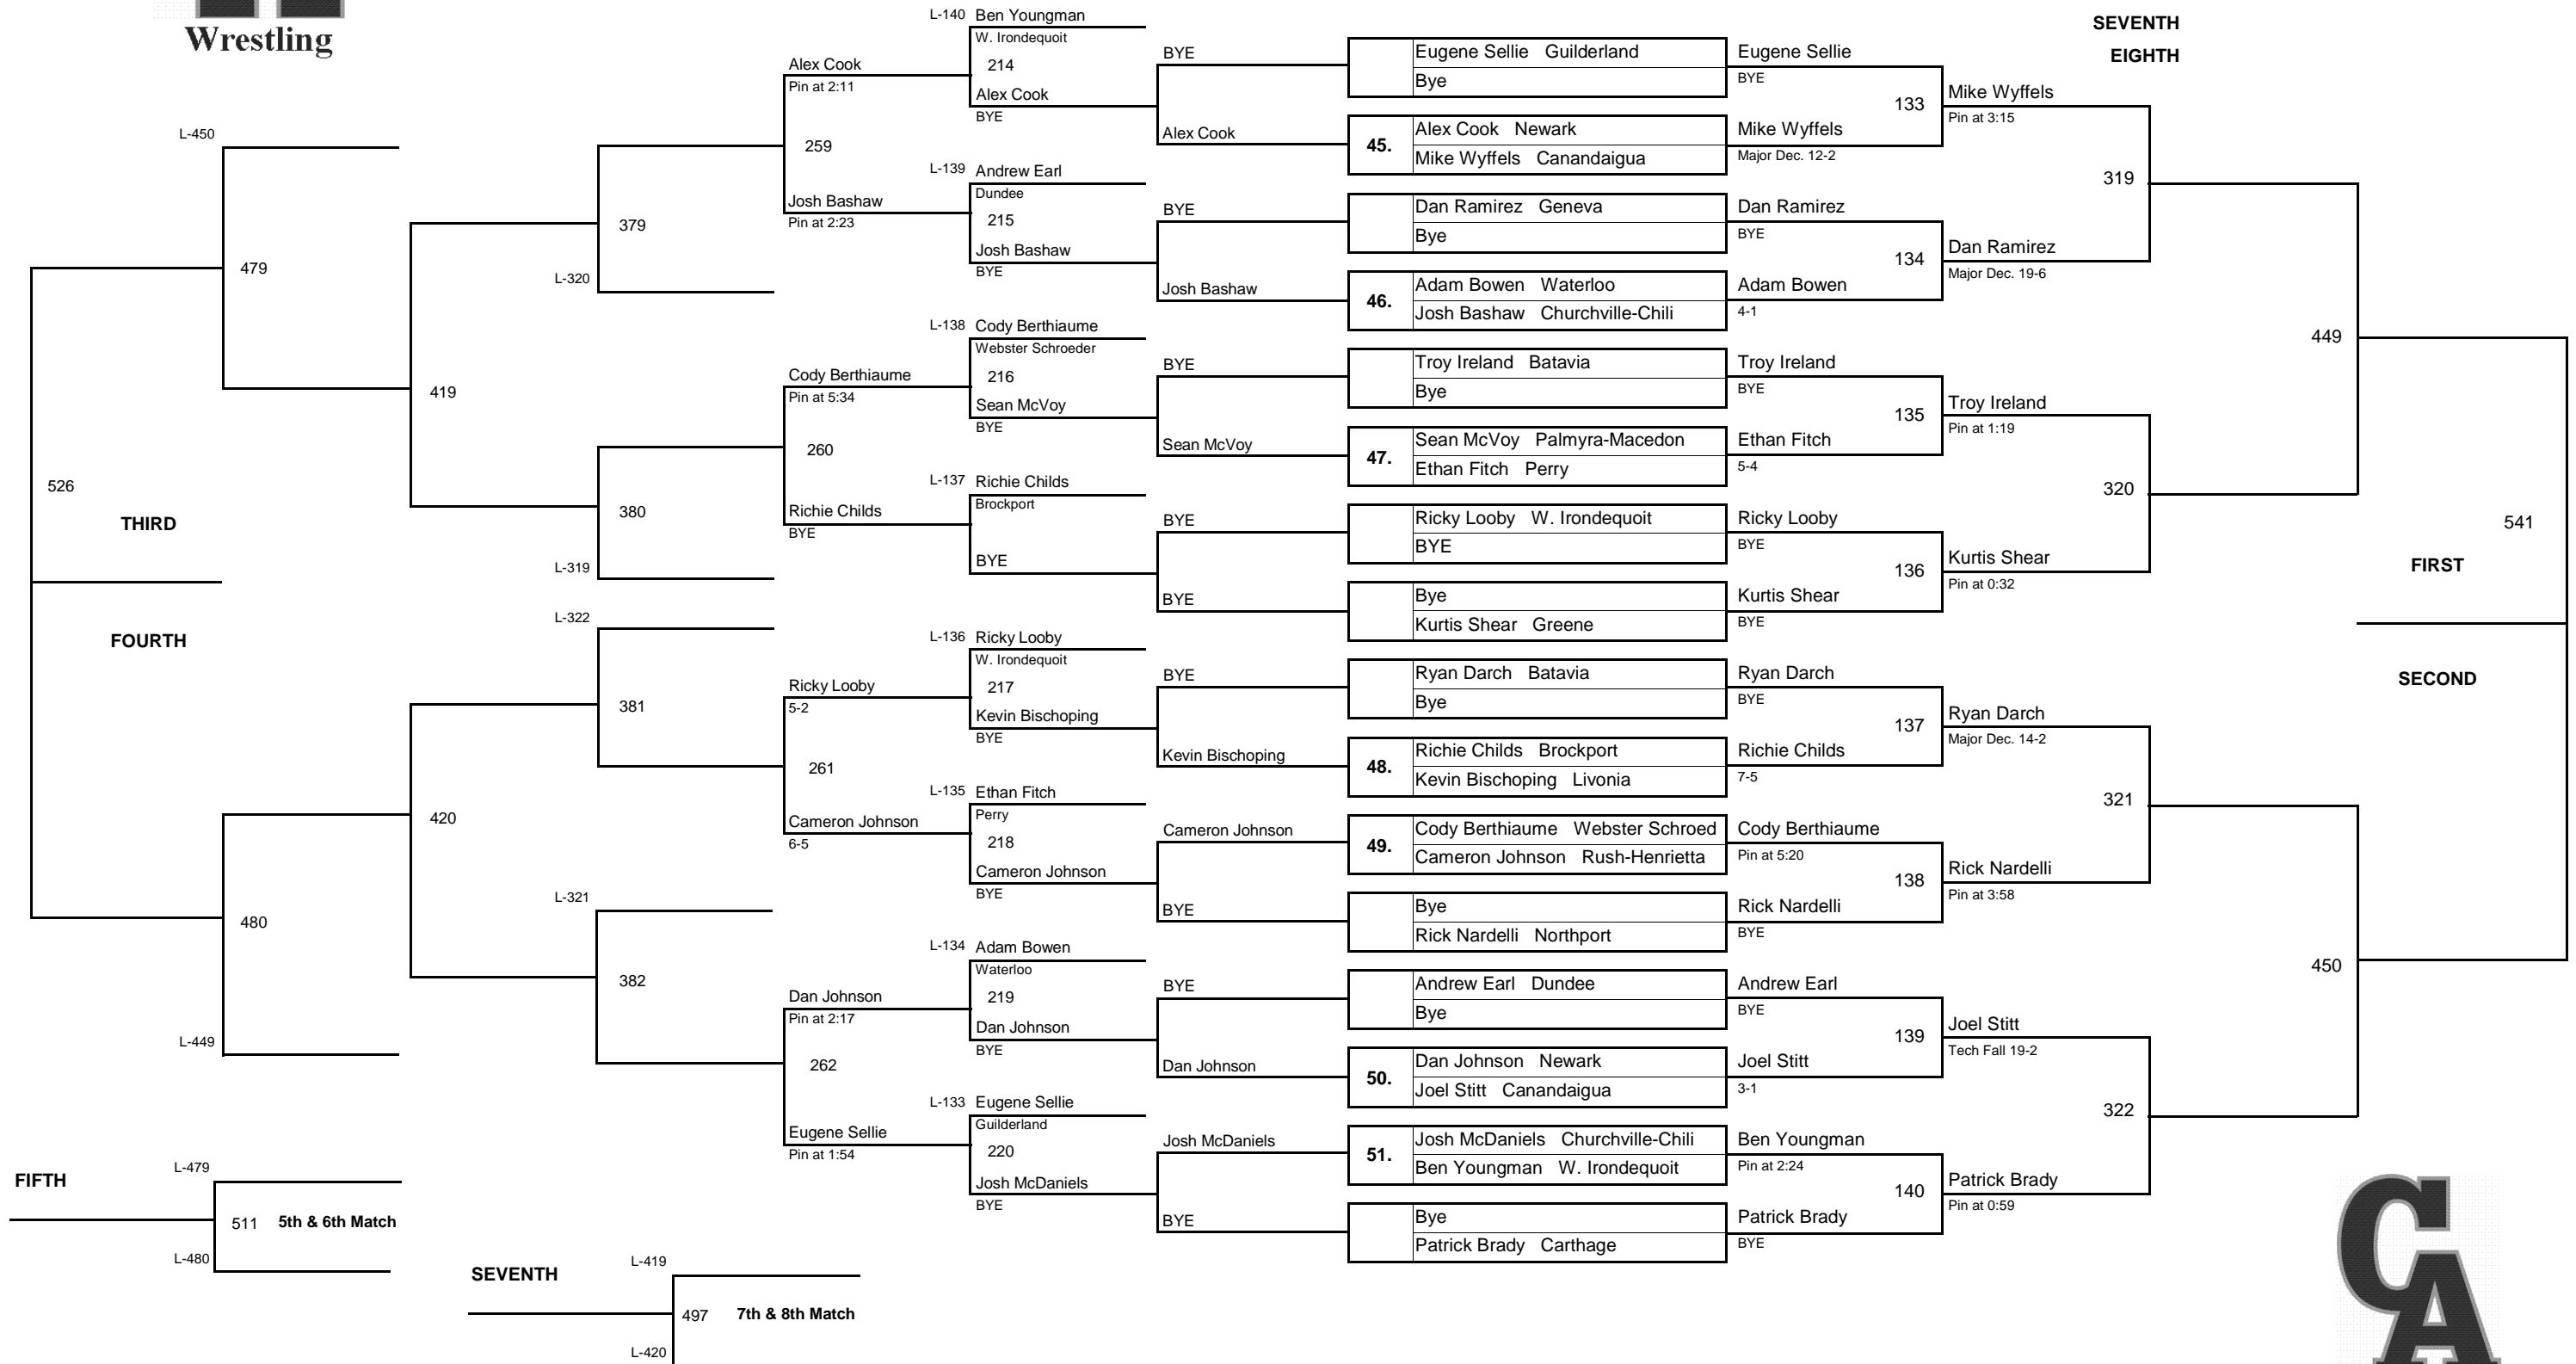 Wrestling
L-450
479
526
THIRD
FOURTH
480
L-449
FIFTH
L-479
511 5th & 6th Match
L-480
419
420
SEVENTH
L-419
497 7th & 8th Match
L-420
379
L-320
380
L-319
L-322
381
L-321
382
Alex Cook
Pin at 2:11
259
Josh Bashaw
Pin at 2:23
Cody Berthiaume
Pin at 5:34
260
Richie Childs
BYE
Ricky Looby
5-2
261
Cameron Johnson
6-5
Dan Johnson
Pin at 2:17
262
Eugene Sellie
Pin at 1:54
L-140 Ben Youngman
W. Irondequoit
214
Alex Cook
BYE
L-139 Andrew Earl
Dundee
215
Josh Bashaw
BYE
L-138 Cody Berthiaume
Webster Schroeder
216
Sean McVoy
BYE
L-137 Richie Childs
Brockport
BYE
L-136 Ricky Looby
W. Irondequoit
217
Kevin Bischoping
BYE
L-135 Ethan Fitch
Perry
218
Cameron Johnson
BYE
L-134 Adam Bowen
Waterloo
219
Dan Johnson
BYE
L-133 Eugene Sellie
Guilderland
220
Josh McDaniels
BYE
BYE
Alex Cook
BYE
Josh Bashaw
BYE
Sean McVoy
BYE
BYE
BYE
Kevin Bischoping
Cameron Johnson
BYE
BYE
Dan Johnson
Josh McDaniels
BYE
Eugene Sellie Guilderland
Bye
45.
Alex Cook Newark
Mike Wyffels Canandaigua
Dan Ramirez Geneva
Bye
46.
Adam Bowen Waterloo
Josh Bashaw Churchville-Chili
Troy Ireland Batavia
Bye
47.
Sean McVoy Palmyra-Macedon
Ethan Fitch Perry
Ricky Looby W. Irondequoit
BYE
Bye
Kurtis Shear Greene
Ryan Darch Batavia
Bye
48.
Richie Childs Brockport
Kevin Bischoping Livonia
49.
Cody Berthiaume Webster Schroed
Cameron Johnson Rush-Henrietta
Bye
Rick Nardelli Northport
Andrew Earl Dundee
Bye
50.
Dan Johnson Newark
Joel Stitt Canandaigua
51.
Josh McDaniels Churchville-Chili
Ben Youngman W. Irondequoit
Bye
Patrick Brady Carthage
Eugene Sellie
BYE
133
Mike Wyffels
Major Dec. 12-2
Dan Ramirez
BYE
134
Adam Bowen
4-1
Troy Ireland
BYE
135
Ethan Fitch
5-4
Ricky Looby
BYE
136
Kurtis Shear
BYE
Ryan Darch
BYE
137
Richie Childs
7-5
Cody Berthiaume
Pin at 5:20
138
Rick Nardelli
BYE
Andrew Earl
BYE
139
Joel Stitt
3-1
Ben Youngman
Pin at 2:24
140
Patrick Brady
BYE
SEVENTH
EIGHTH
Mike Wyffels
Pin at 3:15
319
Dan Ramirez
Major Dec. 19-6
Troy Ireland
Pin at 1:19
320
Kurtis Shear
Pin at 0:32
Ryan Darch
Major Dec. 14-2
321
Rick Nardelli
Pin at 3:58
Joel Stitt
Tech Fall 19-2
322
Patrick Brady
Pin at 0:59
449
450
541
FIRST
SECOND
CA